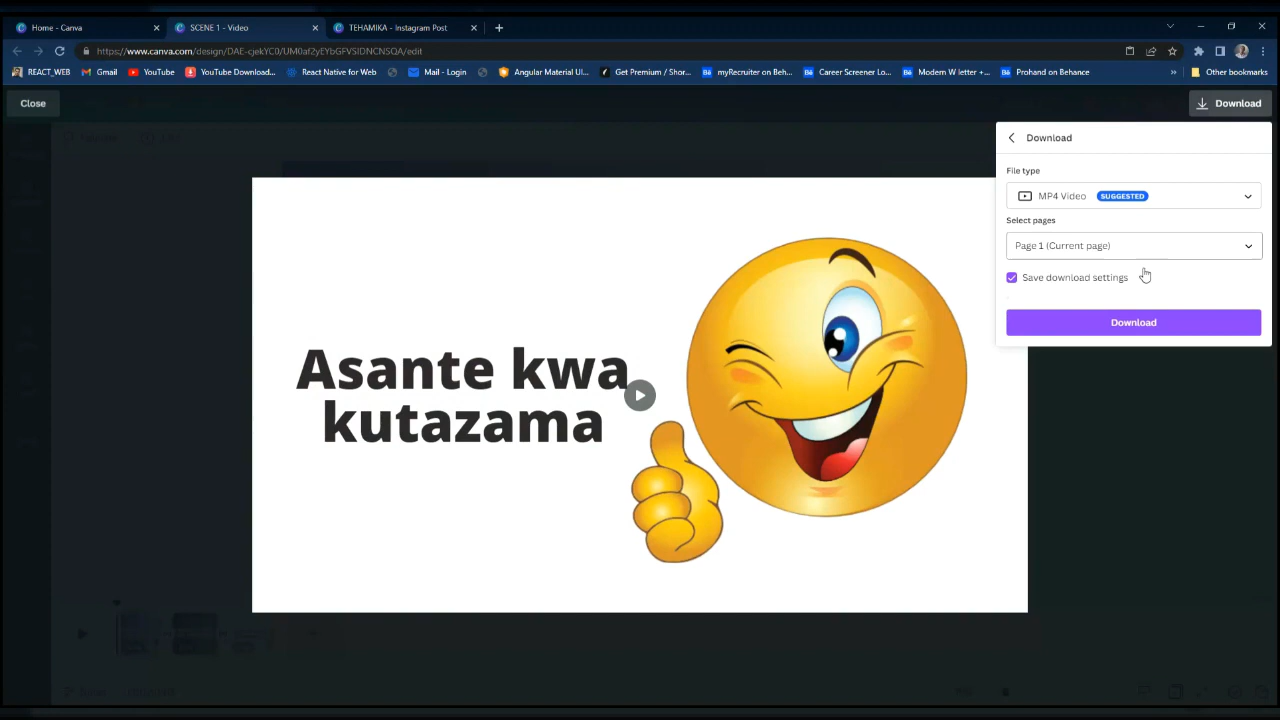 Home - Canva
SCENE 1 - Video
TEHAMIKA - Instagram Post
https://www.canva.com/design/DAE-cjekYC0/UM0af2yEYbGFVSIDNCNSQA/edit
REACT_WEB
Gmail
YouTube
YouTube Download...
React Native for Web
Mail - Login
Angular Material UI...
Get Premium / Shor...
myRecruiter on Beh...
Career Screener Lo...
Modern W letter +...
Prohand on Behance
»
Other bookmarks
Close
Download
Download
File type
MP4 Video
SUGGESTED
Select pages
Page 1 (Current page)
Save download settings
Download
Asante kwa
kutazama